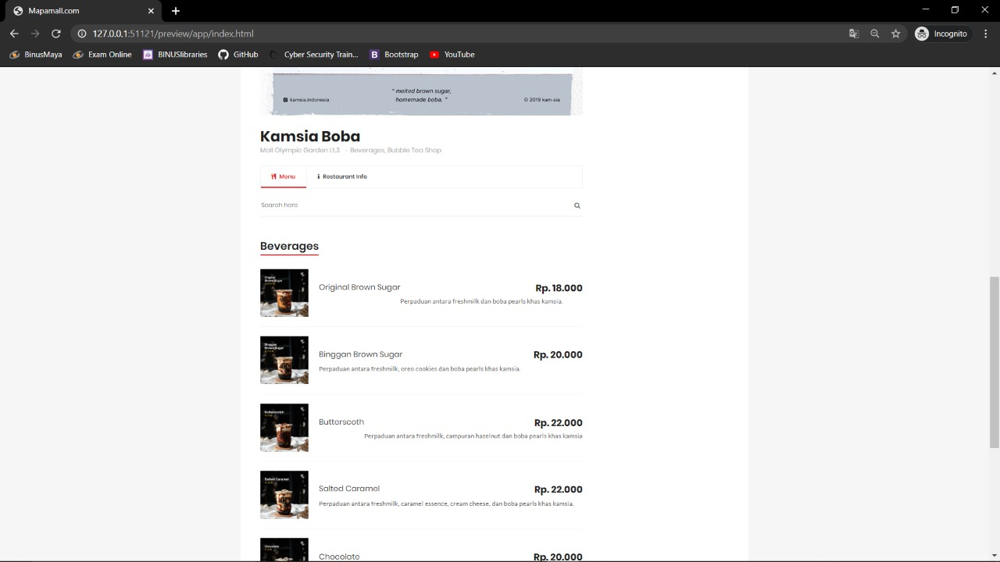 Mapamall.com
127.0.0.1:51121/preview/app/index.html
Incognito
BinusMaya
Exam Online
BINUSlibraries
GitHub
Cyber Security Tain...
Bootstrap
YouTube
" melted brown sugar,
homemade boba. "
kamsia.indonesia
© 2019 kam-sia
Kamsia Boba
Mall Olympic Garden Lt.3 · Beverages, Bubble Tea Shop
Menu
Restaurant Info
Search here
Beverages
Original Brown Sugar
Rp. 18.000
Perpaduan antara freshmilk dan boba pearls khas kamsia.
Binggan Brown Sugar
Rp. 20.000
Perpaduan antara freshmilk, oreo cookies dan boba pearls khas kamsia.
Butterscoth
Rp. 22.000
Perpaduan antara freshmilk, campuran hazelnut dan boba pearls khas kamsia
Salted Caramel
Rp. 22.000
Perpaduan antara freshmilk, caramel essence, cream cheese, dan boba pearls khas kamsia.
Chocolate
Rp. 20.000